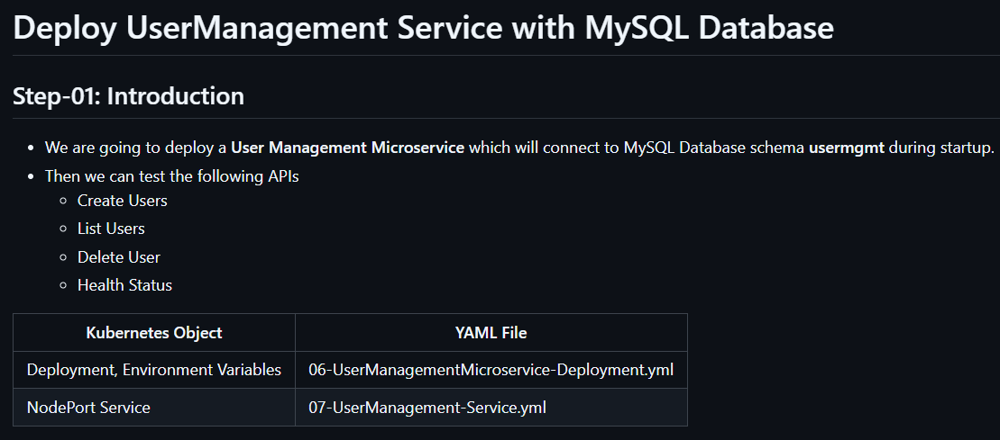 Deploy UserManagement Service with MySQL Database
Step-01: Introduction
We are going to deploy a User Management Microservice which will connect to MySQL Database schema usermgmt during startup.
Then we can test the following APIs
Create Users
List Users
Delete User
Health Status
Kubernetes Object YAML File
Deployment, Environment Variables 06-UserManagementMicroservice-Deployment.yml
NodePort Service 07-UserManagement-Service.yml